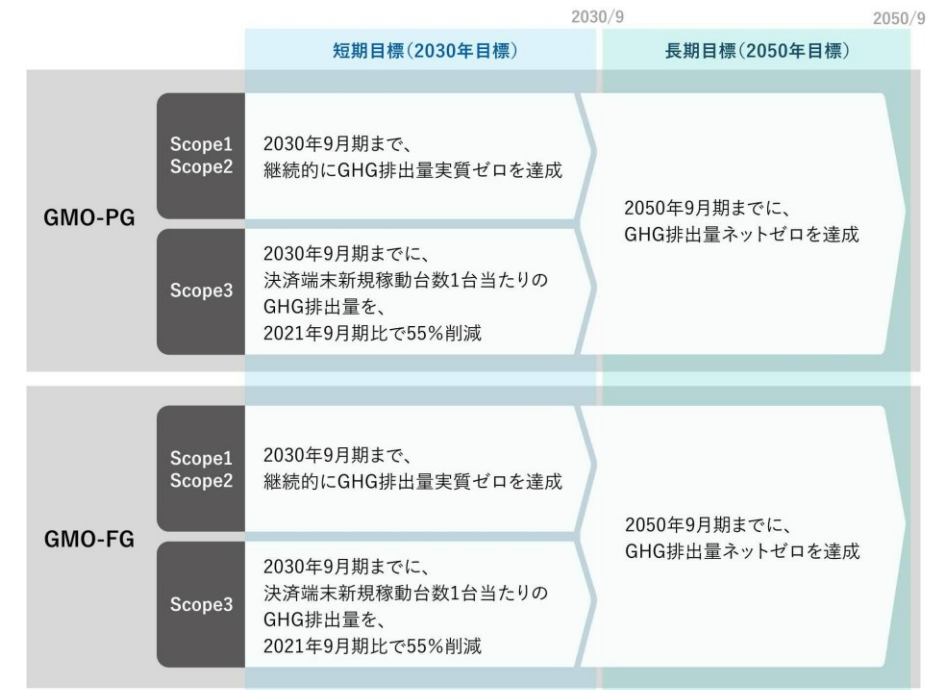 2030/9
2050/9
短期目標（2030年目標）
長期目標（2050年目標）
GMO-PG
Scope1
Scope2
2030年9月期まで、
継続的にGHG排出量実質ゼロを達成
Scope3
2030年9月期までに、
決済端末新規稼動台数1台当たりの
GHG排出量を、
2021年9月期比で55%削減
2050年9月期までに、
GHG排出量ネットゼロを達成
GMO-FG
Scope1
Scope2
2030年9月期まで、
継続的にGHG排出量実質ゼロを達成
Scope3
2030年9月期までに、
決済端末新規稼動台数1台当たりの
GHG排出量を、
2021年9月期比で55%削減
2050年9月期までに、
GHG排出量ネットゼロを達成